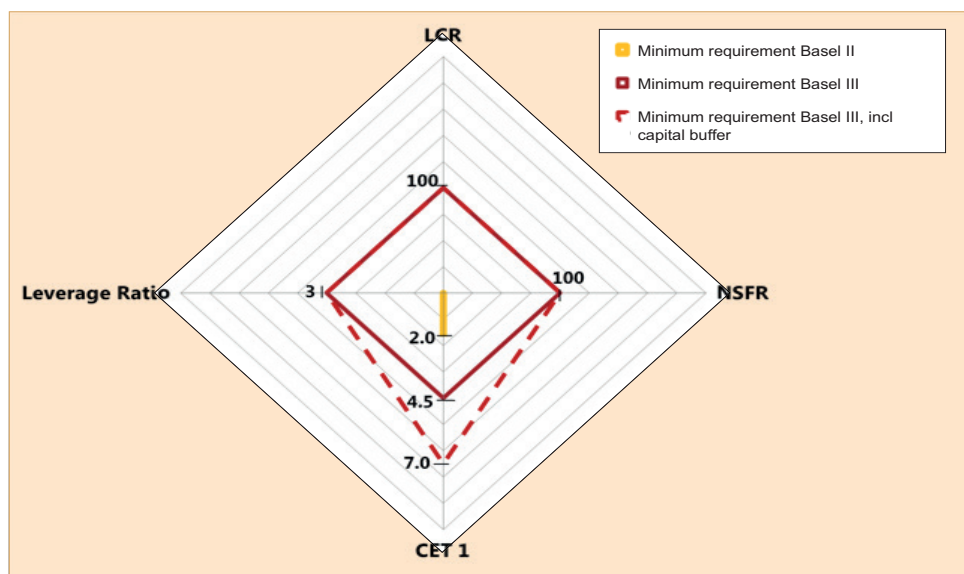 LCR
Minimum requirement Basel II
Minimum requirement Basel III
Minimum requirement Basel III, incl
capital buffer
100
100
Leverage Ratio
3
NSFR
2.0
4.5
7.0
CET 1